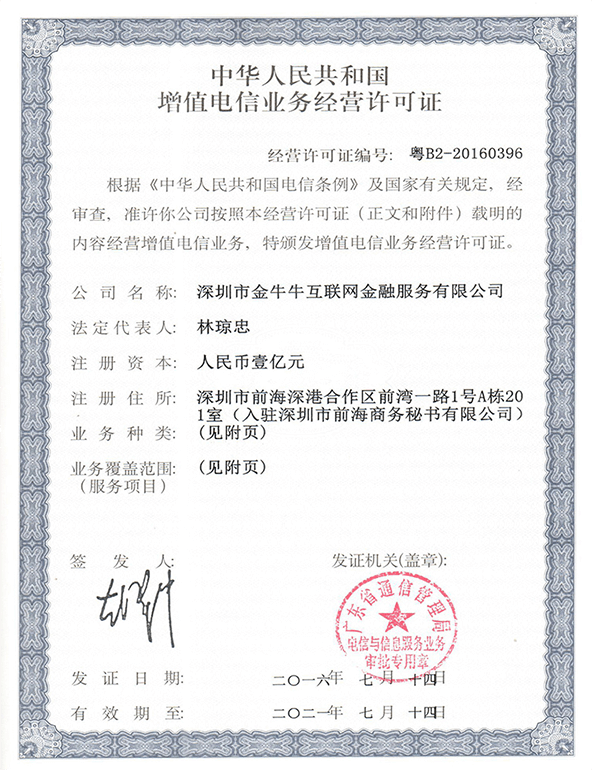 中华人民共和国
增值电信业务经营许可证
经营许可证编号: 粤B2-20160396
根据《中华人民共和国电信条例》及国家有关规定,经
审查,准许你公司按照本经营许可证(正文和附件)载明的
内容经营增值电信业务,特颁发增值电信业务经营许可证。
公司名称: 深圳市金牛牛互联网金融服务有限公司
法定代表人: 林琼忠
注册资本: 人民币壹亿元
注册住所: 深圳市前海深港合作区前湾一路1号A栋20
1室(入驻深圳市前海商务秘书有限公司)
业务种类: (见附页)
业务覆盖范围: (见附页)
(服务项目)
签发人: 发证机关(盖章):
广东省通信管理局
电信与信息服务业务
审批专用章
发证日期: 二〇一六年 七月 十四日
有效期至: 二〇二一年 七月 十四日